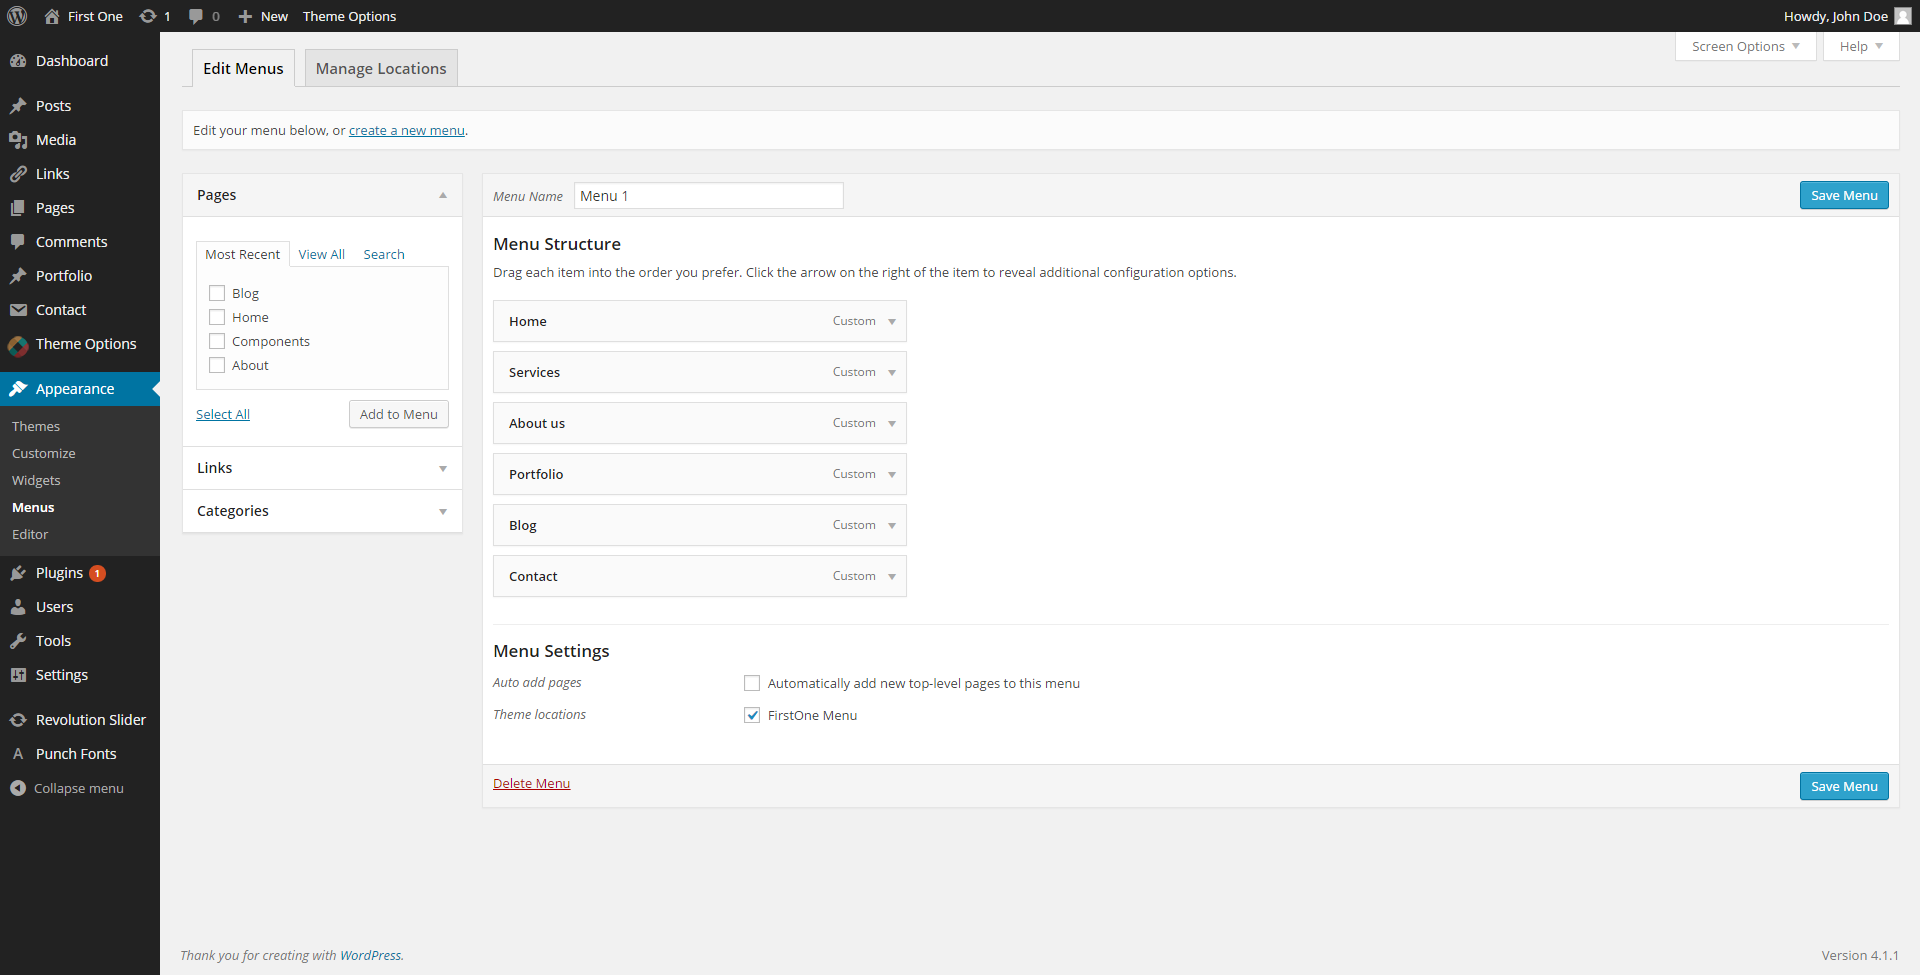 First One 1 0 New Theme Options Howdy, John Doe
Screen Options Help
Dashboard
Posts
Media
Links
Pages
Comments
Portfolio
Contact
Theme Options
Appearance
Themes
Customize
Widgets
Menus
Editor
Plugins 1
Users
Tools
Settings
Revolution Slider
A Punch Fonts
Collapse menu
Edit Menus Manage Locations
Edit your menu below, or create a new menu.
Pages
Most Recent View All Search
Blog
Home
Components
About
Select All Add to Menu
Links
Categories
Menu Name Menu 1 Save Menu
Menu Structure
Drag each item into the order you prefer. Click the arrow on the right of the item to reveal additional configuration options.
Home Custom
Services Custom
About us Custom
Portfolio Custom
Blog Custom
Contact Custom
Menu Settings
Auto add pages Automatically add new top-level pages to this menu
Theme locations FirstOne Menu
Delete Menu Save Menu
Thank you for creating with WordPress. Version 4.1.1